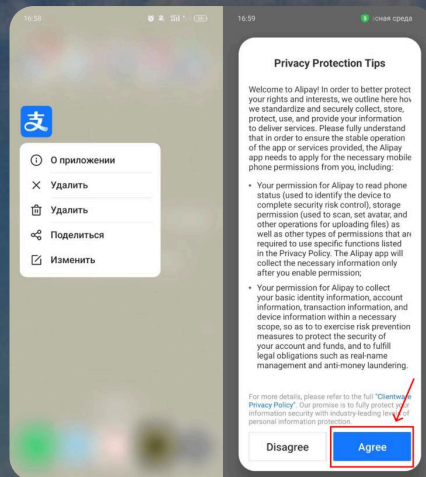 16:58
支
О приложении
Удалить
Удалить
Поделиться
Изменить
16:59
сная среда
Privacy Protection Tips
Welcome to Alipay! In order to better protect
your rights and interests, we outline here how
we standardize and securely collect, store,
protect, use, and provide your information
to deliver services. Please fully understand
that in order to ensure the stable operation
of the app or services provided, the Alipay
app needs to apply for the necessary mobile
phone permissions from you, including:
• Your permission for Alipay to read phone
status (used to identify the device to
complete security risk control), storage
permission (used to scan, set avatar, and
other operations for uploading files) as
well as other types of permissions that are
required to use specific functions listed
in the Privacy Policy. The Alipay app will
collect the necessary information only
after you enable permission;
• Your permission for Alipay to collect
your basic identity information, account
information, transaction information, and
device information within a necessary
scope, so as to to exercise risk prevention
measures to protect the security of
your account and funds, and to fulfill
legal obligations such as real-name
management and anti-money laundering.
For more details, please refer to the full "Clientware
Privacy Policy". Our promise is to fully protect your
information security with industry-leading levels of
personal information protection.
Disagree
Agree